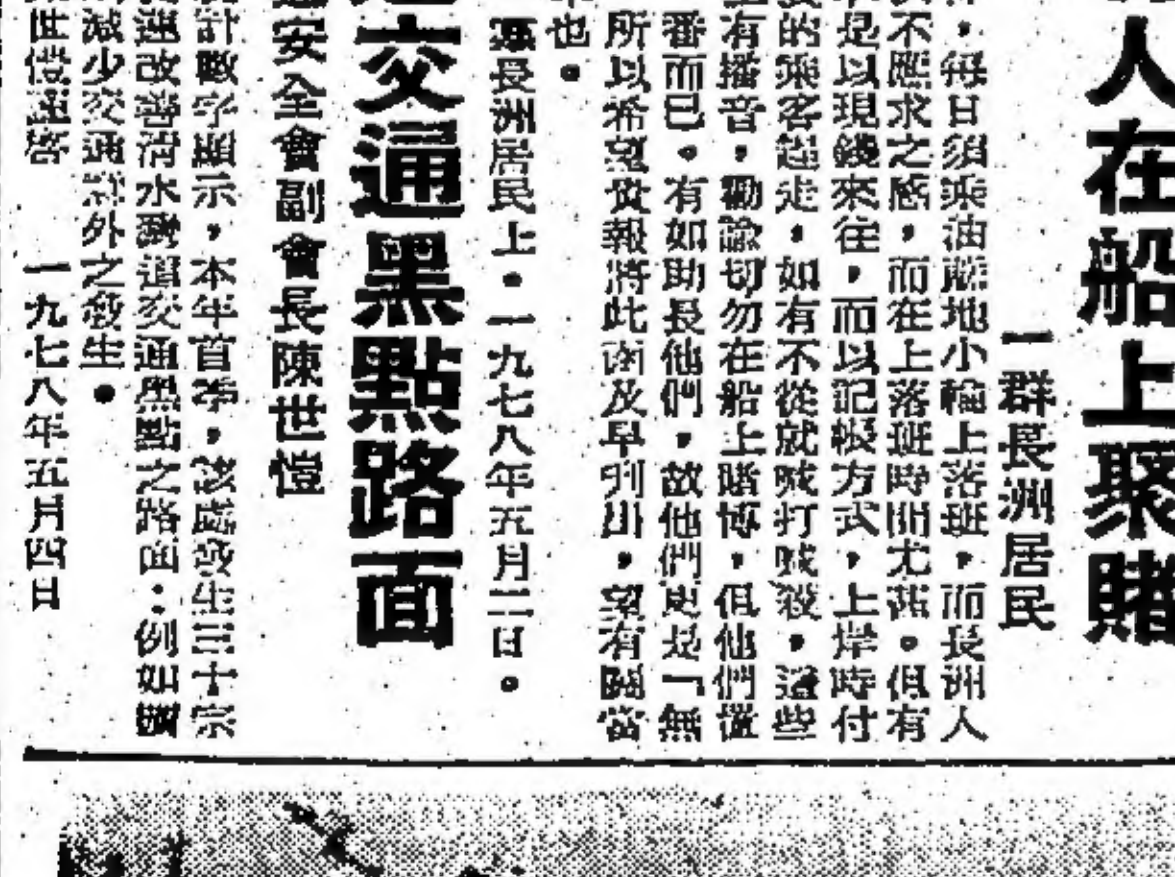 人在船上聚賭
一群長洲居民
，每日須乘油蔴地小輪上落班，而長洲人
不應求之感，而在上落班時間尤甚。但有
是以現錢來往，而以記帳方式，上岸時付
的乘客趕走，如有不從就喊打喊殺，這些
有播音，勸諭切勿在船上賭博，但他們當
番而已。有如助長他們，故他們更是「無
所以希望貴報將此函及早刊出，望有關當
也。
長洲居民上。一九七八年五月二日。
交通黑點路面
安全會副會長陳世愷
計數字顯示，本年首季，該處發生三十宗
速改善清水灣道交通黑點之路面：例如
減少交通意外之發生。
世愷謹啓 一九七八年五月四日